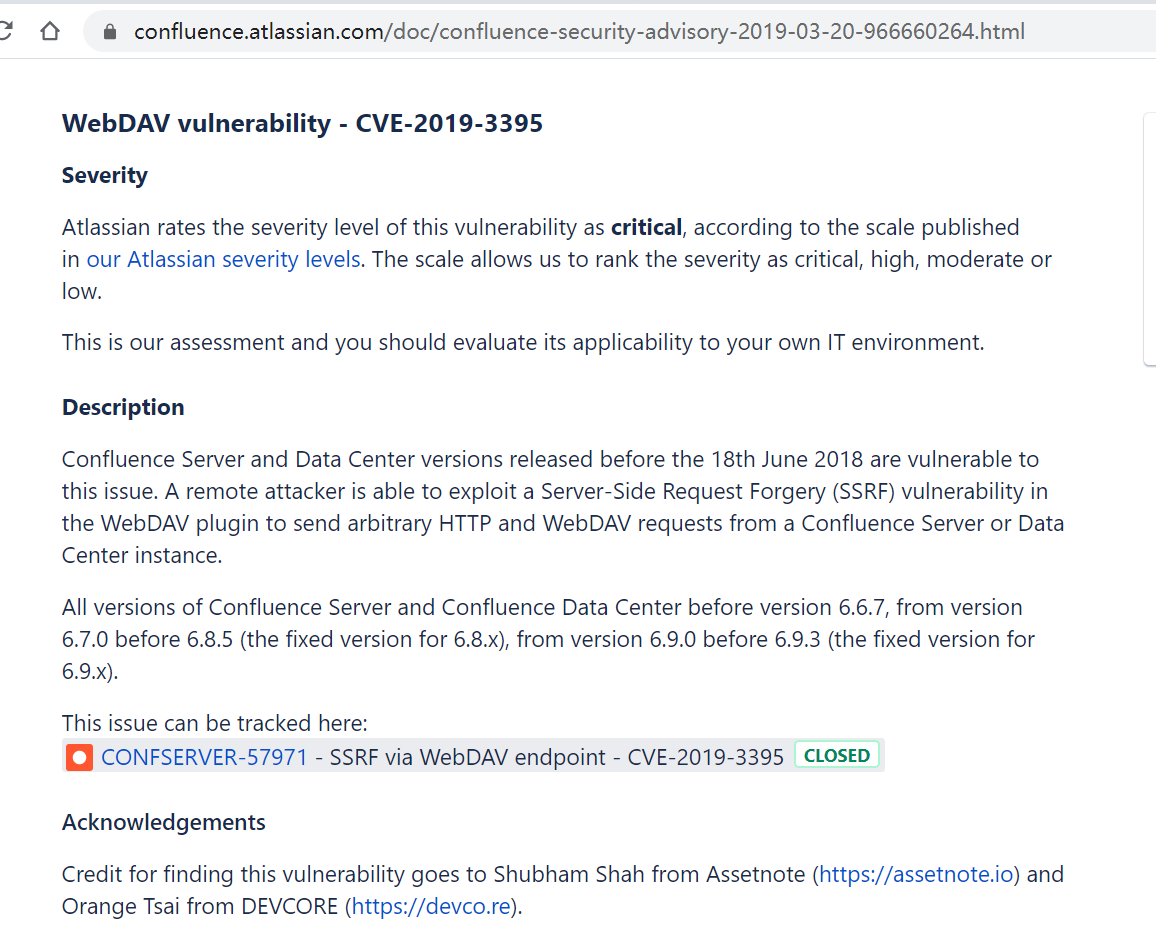 confluence.atlassian.com/doc/confluence-security-advisory-2019-03-20-966660264.html
WebDAV vulnerability - CVE-2019-3395
Severity
Atlassian rates the severity level of this vulnerability as critical, according to the scale published
in our Atlassian severity levels. The scale allows us to rank the severity as critical, high, moderate or
low.
This is our assessment and you should evaluate its applicability to your own IT environment.
Description
Confluence Server and Data Center versions released before the 18th June 2018 are vulnerable to
this issue. A remote attacker is able to exploit a Server-Side Request Forgery (SSRF) vulnerability in
the WebDAV plugin to send arbitrary HTTP and WebDAV requests from a Confluence Server or Data
Center instance.
All versions of Confluence Server and Confluence Data Center before version 6.6.7, from version
6.7.0 before 6.8.5 (the fixed version for 6.8.x), from version 6.9.0 before 6.9.3 (the fixed version for
6.9.x).
This issue can be tracked here:
CONFSERVER-57971 - SSRF via WebDAV endpoint - CVE-2019-3395 CLOSED
Acknowledgements
Credit for finding this vulnerability goes to Shubham Shah from Assetnote (https://assetnote.io) and
Orange Tsai from DEVCORE (https://devco.re).